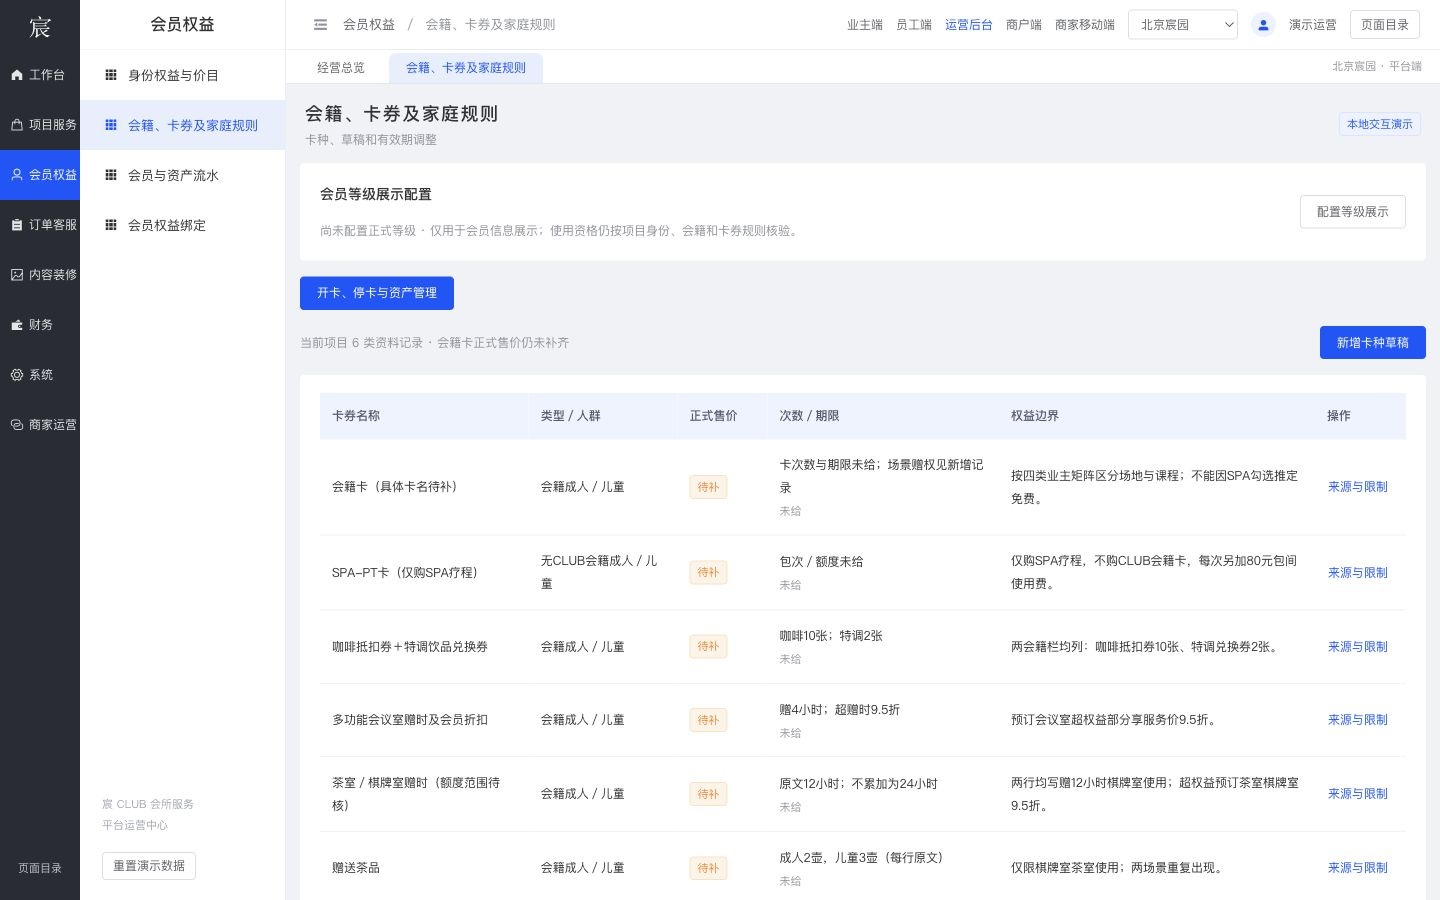 宸
工作台
项目服务
会员权益
订单客服
内容装修
财务
系统
商家运营
页面目录
会员权益
身份权益与价目
会籍、卡券及家庭规则
会员与资产流水
会员权益绑定
宸 CLUB 会所服务
平台运营中心
重置演示数据
会员权益 / 会籍、卡券及家庭规则
业主端 员工端 运营后台 商户端 商家移动端 北京宸园 演示运营 页面目录
经营总览 会籍、卡券及家庭规则 北京宸园 · 平台端
会籍、卡券及家庭规则
卡种、草稿和有效期调整
本地交互演示
会员等级展示配置
尚未配置正式等级 · 仅用于会员信息展示；使用资格仍按项目身份、会籍和卡券规则核验。
配置等级展示
开卡、停卡与资产管理
当前项目 6 类资料记录 · 会籍卡正式售价仍未补齐
新增卡种草稿
卡券名称 类型 / 人群 正式售价 次数 / 期限 权益边界 操作
会籍卡（具体卡名待补） 会籍成人 / 儿童 待补
卡次数与期限未给；场景赠权见新增记
录
未给
按四类业主矩阵区分场地与课程；不能因SPA勾选推定
免费。
来源与限制
SPA-PT卡（仅购SPA疗程）
无CLUB会籍成人 / 儿
童
待补
包次 / 额度未给
未给
仅购SPA疗程，不购CLUB会籍卡，每次另加80元包间
使用费。
来源与限制
咖啡抵扣券＋特调饮品兑换券 会籍成人 / 儿童 待补
咖啡10张；特调2张
未给
两会籍栏均列：咖啡抵扣券10张、特调兑换券2张。
来源与限制
多功能会议室赠时及会员折扣 会籍成人 / 儿童 待补
赠4小时；超赠时9.5折
未给
预订会议室超权益部分享服务价9.5折。
来源与限制
茶室 / 棋牌室赠时（额度范围待
核）
会籍成人 / 儿童 待补
原文12小时；不累加为24小时
未给
两行均写赠12小时棋牌室使用；超权益预订茶室棋牌室
9.5折。
来源与限制
赠送茶品 会籍成人 / 儿童 待补
成人2壶，儿童3壶（每行原文）
未给
仅限棋牌室茶室使用；两场景重复出现。
来源与限制